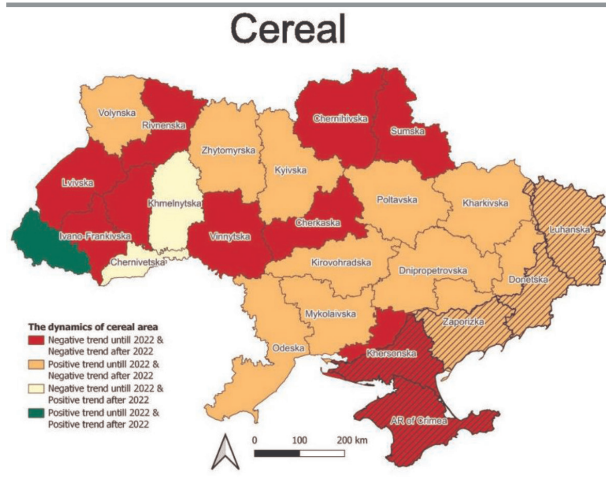 Cereal
Volynska
Rivnenska
Chernihivska
Sumska
Zhytomyrska
Kyivska
Lvivska
Khmelnytska
Poltavska
Kharkivska
Luhanska
Ivano-Frankivska
Vinnytska
Cherkaska
Chernivetska
Kirovohradska
Dnipropetrovska
Donetska
Mykolaivska
Zaporizka
Odeska
Khersonska
AR of Crimea
The dynamics of cereal area
Negative trend untill 2022 &
Negative trend after 2022
Positive trend untill 2022 &
Negative trend after 2022
Negative trend untill 2022 &
Positive trend after 2022
Positive trend untill 2022 &
Positive trend after 2022
0 100 200 km